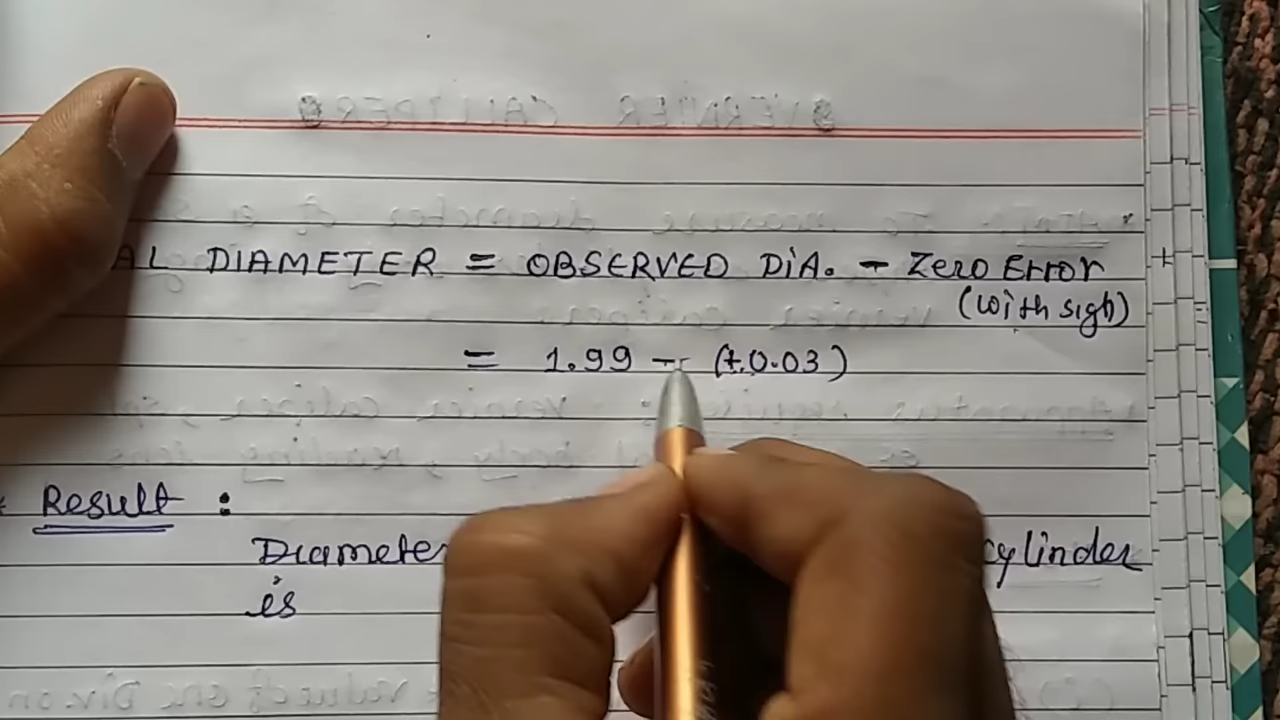 AL DIAMETER = OBSERVED DiA. - Zero Error
(with sign)
= 1.99 - (+0.03)
Result :
Diameter cylinder
is